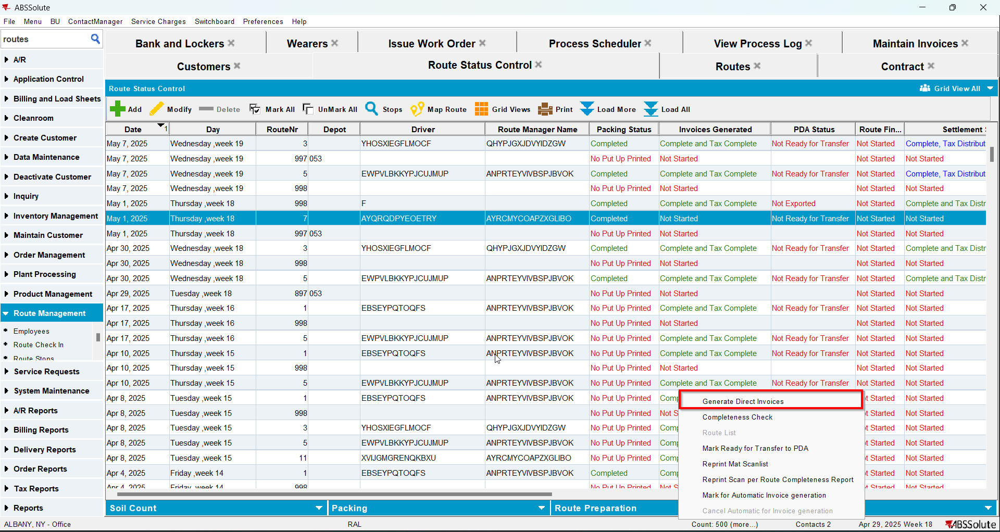 ABSSolute
File Menu BU ContactManager Service Charges Switchboard Preferences Help
routes
Bank and Lockers Wearers Issue Work Order Process Scheduler View Process Log Maintain Invoices
Customers Route Status Control Routes Contract
A/R
Application Control
Billing and Load Sheets
Cleanroom
Create Customer
Data Maintenance
Deactivate Customer
Inquiry
Inventory Management
Maintain Customer
Order Management
Plant Processing
Product Management
Route Management
Employees
Route Check In
Route Stops
Service Requests
System Maintenance
A/R Reports
Billing Reports
Delivery Reports
Order Reports
Tax Reports
Reports
Route Status Control Grid View All
Add Modify Delete Mark All UnMark All Stops Map Route Grid Views Print Load More Load All
Date 1 Day RouteNr Depot Driver Route Manager Name Packing Status Invoices Generated PDA Status Route Fin... Settlement
May 7, 2025 Wednesday ,week 19 3 YHOSXIEGFLMOCF QHYPJGXJDVYIDZGW Completed Complete and Tax Complete Not Ready for Transfer Not Started Complete, Tax Distribut
May 7, 2025 Wednesday ,week 19 997 053 No Put Up Printed Not Started Not Started Not Started
May 7, 2025 Wednesday ,week 19 5 EWPVLBKKYPJCUJMUP ANPRTEYVIVBSPJBVOK Completed Complete and Tax Complete Not Ready for Transfer Not Started Complete, Tax Distribut
May 7, 2025 Wednesday ,week 19 998 No Put Up Printed Not Started Not Started Not Started
May 1, 2025 Thursday ,week 18 998 F Completed Complete and Tax Complete Not Exported Not Started Complete and Tax Distr
May 1, 2025 Thursday ,week 18 7 AYQRQDPYEOETRY AYRCMYCOAPZXGLIBO Completed Not Started Not Ready for Transfer Not Started Not Started
May 1, 2025 Thursday ,week 18 997 053 No Put Up Printed Not Started Not Started Not Started
Apr 30, 2025 Wednesday ,week 18 3 YHOSXIEGFLMOCF QHYPJGXJDVYIDZGW Completed Complete and Tax Complete Not Ready for Transfer Not Started Complete and Tax Distr
Apr 30, 2025 Wednesday ,week 18 998 No Put Up Printed Not Started Not Started Not Started
Apr 30, 2025 Wednesday ,week 18 5 EWPVLBKKYPJCUJMUP ANPRTEYVIVBSPJBVOK Completed Complete and Tax Complete Not Ready for Transfer Not Started Complete and Tax Distr
Apr 29, 2025 Tuesday ,week 18 897 053 No Put Up Printed Not Started Not Started Not Started
Apr 17, 2025 Thursday ,week 16 1 EBSEYPQTOQFS ANPRTEYVIVBSPJBVOK No Put Up Printed Complete and Tax Complete Not Ready for Transfer Not Started Not Started
Apr 17, 2025 Thursday ,week 16 998 No Put Up Printed Not Started Not Started Not Started
Apr 17, 2025 Thursday ,week 16 5 EWPVLBKKYPJCUJMUP ANPRTEYVIVBSPJBVOK No Put Up Printed Complete and Tax Complete Not Ready for Transfer Not Started Not Started
Apr 10, 2025 Thursday ,week 15 1 EBSEYPQTOQFS ANPRTEYVIVBSPJBVOK No Put Up Printed Complete and Tax Complete Not Ready for Transfer Not Started Not Started
Apr 10, 2025 Thursday ,week 15 998 No Put Up Printed Not Started Not Started Not Started
Apr 10, 2025 Thursday ,week 15 5 EWPVLBKKYPJCUJMUP ANPRTEYVIVBSPJBVOK No Put Up Printed Complete and Tax Complete Not Ready for Transfer Not Started Not Started
Apr 8, 2025 Tuesday ,week 15 1 EBSEYPQTOQFS ANPRTEYVIVBSPJBVOK No Put Up Printed Comp t Started Not Started
Apr 8, 2025 Tuesday ,week 15 998 No Put Up Printed Not S t Started Not Started
Apr 8, 2025 Tuesday ,week 15 3 YHOSXIEGFLMOCF QHYPJGXJDVYIDZGW No Put Up Printed Comp t Started Not Started
Apr 8, 2025 Tuesday ,week 15 5 EWPVLBKKYPJCUJMUP ANPRTEYVIVBSPJBVOK No Put Up Printed Comp t Started Not Started
Apr 8, 2025 Tuesday ,week 15 11 XVIJGMGRENQKBXU AYRCMYCOAPZXGLIBO No Put Up Printed Comp t Started Not Started
Apr 4, 2025 Friday ,week 14 1 EBSEYPQTOQFS ANPRTEYVIVBSPJBVOK Completed Comp t Started Not Started
Apr 4, 2025 Friday ,week 14 998 No Put Up Printed Not S t Started Not Started
Generate Direct Invoices
Completeness Check
Route List
Mark Ready for Transfer to PDA
Reprint Mat Scanlist
Reprint Scan per Route Completeness Report
Mark for Automatic Invoice generation
Cancel Automatic for Invoice generation
Soil Count Packing Route Preparation
ALBANY, NY - Office RAL Count: 500 (more...) Contacts 2 Apr 29, 2025 Week 18 ABSSolute